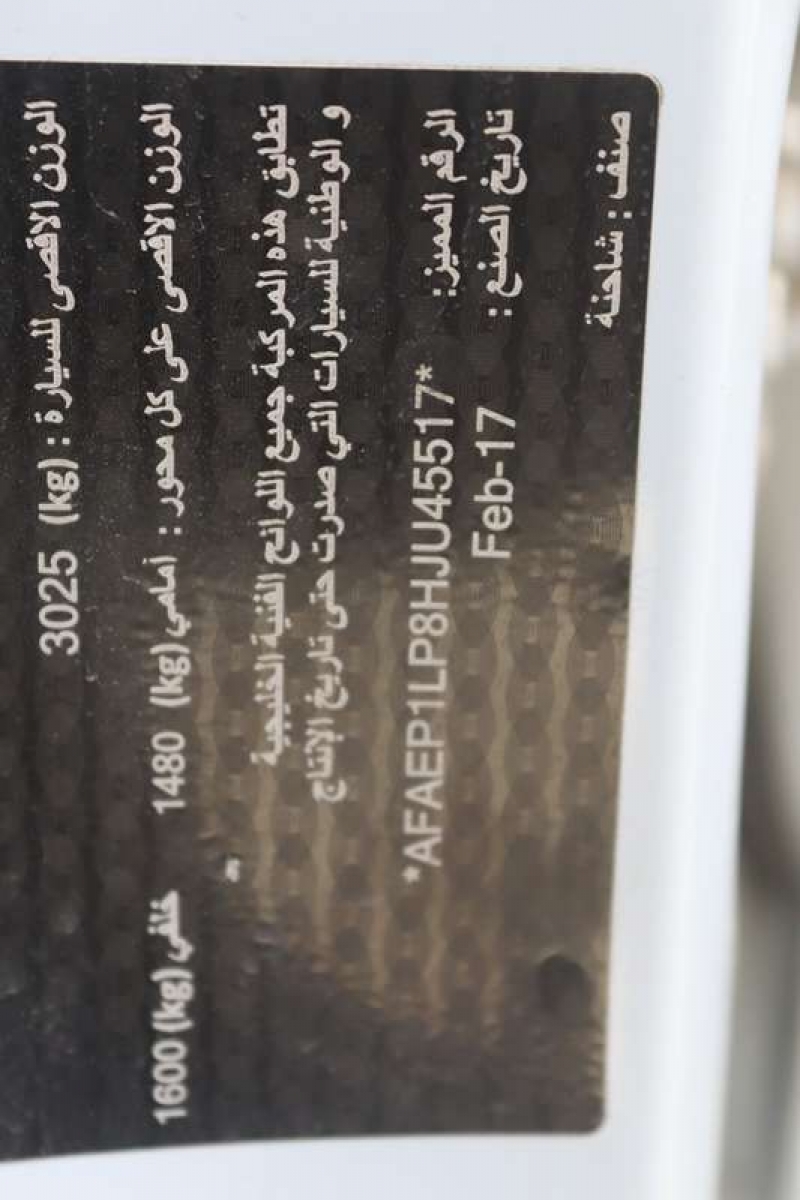 الوزن الاقصى للسيارة : (kg) 3025
الوزن الاقصى على كل محور : أمامي (kg) 1480 خلفي (kg) 1600
تطابق هذه المركبة جميع اللوائح الفنية الخليجية
و الوطنية للسيارات التي صدرت حتى تاريخ الإنتاج
الرقم المميز: *AFAEP1LP8HJU45517*
تاريخ الصنع : Feb-17
صنف : شاحنة